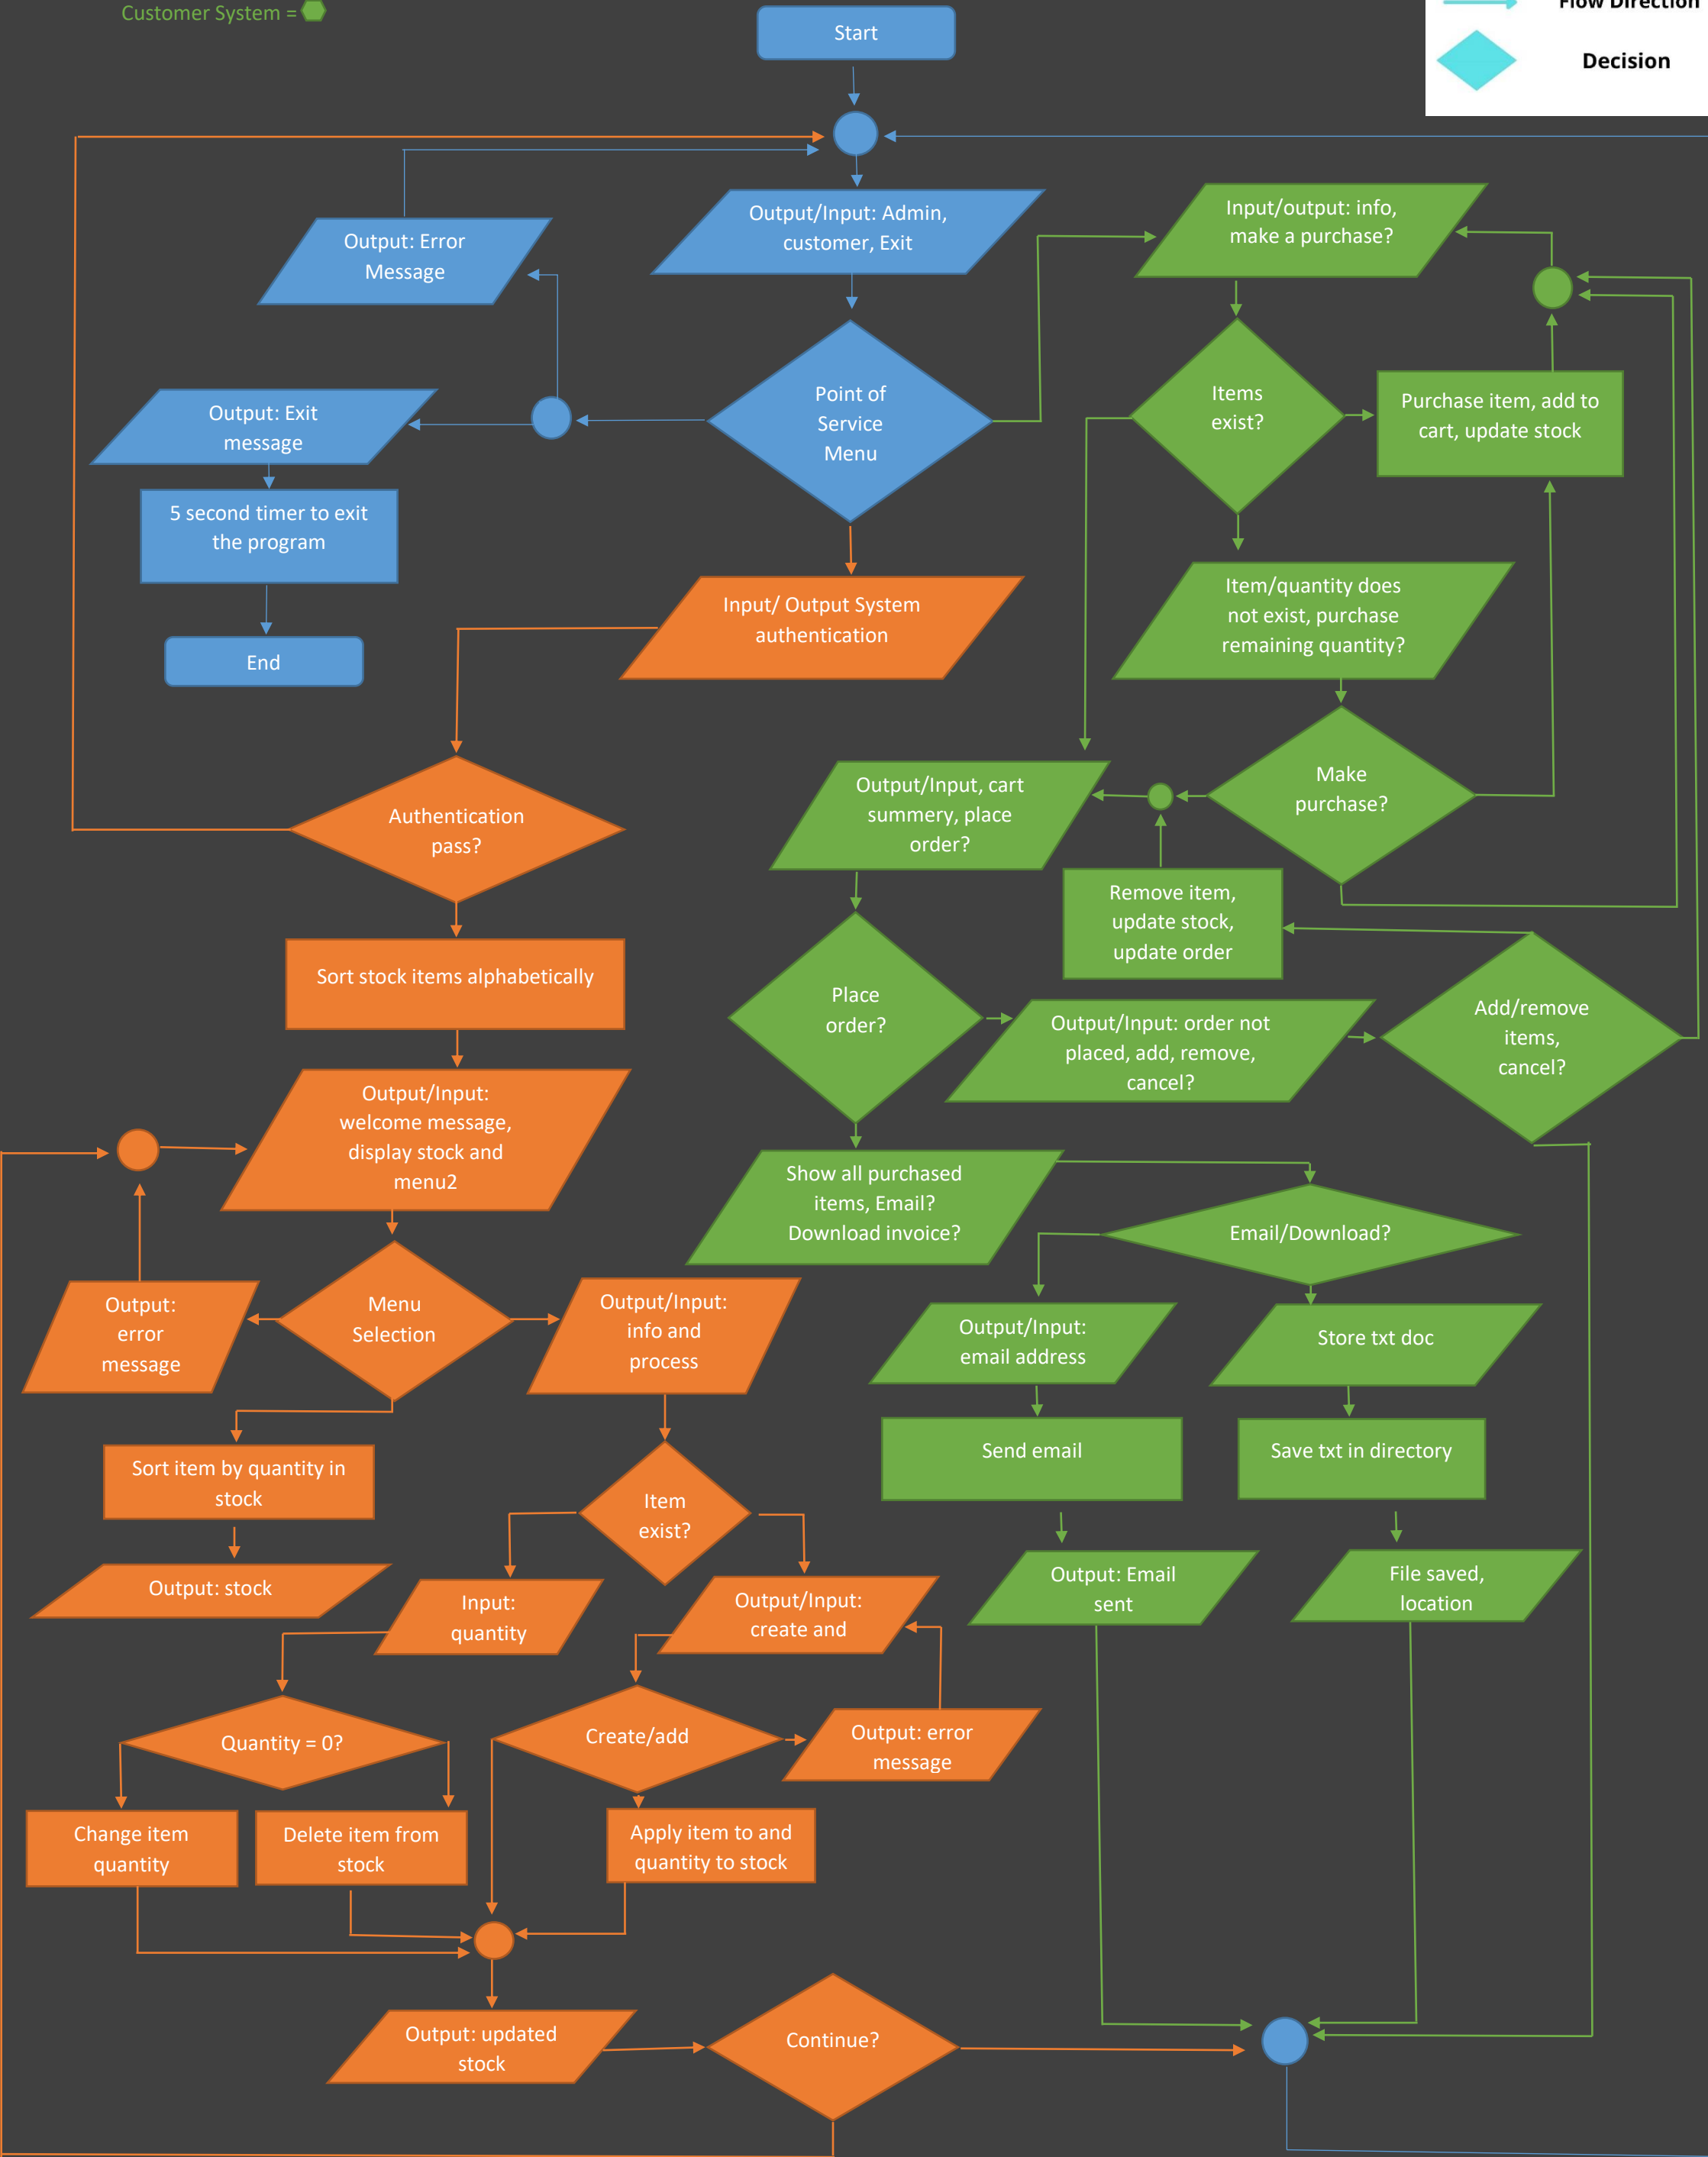 Customer System =
Flow Direction
Decision
Start
Output/Input: Admin,
customer, Exit
Input/output: info,
make a purchase?
Output: Error
Message
Point of
Service
Menu
Items
exist?
Purchase item, add to
cart, update stock
Output: Exit
message
5 second timer to exit
the program
End
Input/ Output System
authentication
Item/quantity does
not exist, purchase
remaining quantity?
Authentication
pass?
Output/Input, cart
summery, place
order?
Make
purchase?
Remove item,
update stock,
update order
Sort stock items alphabetically
Place
order?
Output/Input: order not
placed, add, remove,
cancel?
Add/remove
items,
cancel?
Output/Input:
welcome message,
display stock and
menu2
Show all purchased
items, Email?
Download invoice?
Email/Download?
Output:
error
message
Menu
Selection
Output/Input:
info and
process
Output/Input:
email address
Store txt doc
Sort item by quantity in
stock
Item
exist?
Send email
Save txt in directory
Output: stock
Input:
quantity
Output/Input:
create and
Output: Email
sent
File saved,
location
Quantity = 0?
Create/add
Output: error
message
Change item
quantity
Delete item from
stock
Apply item to and
quantity to stock
Output: updated
stock
Continue?